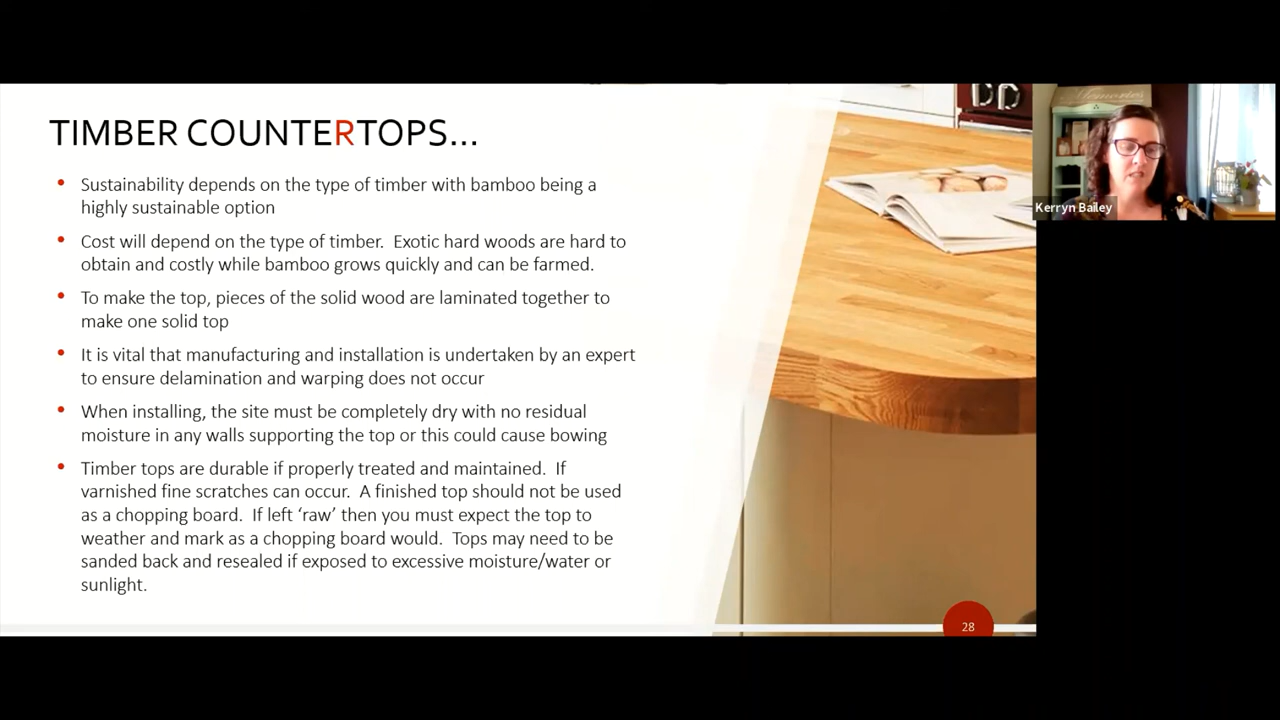 TIMBER COUNTERTOPS...
• Sustainability depends on the type of timber with bamboo being a
highly sustainable option
• Cost will depend on the type of timber.  Exotic hard woods are hard to
obtain and costly while bamboo grows quickly and can be farmed.
• To make the top, pieces of the solid wood are laminated together to
make one solid top
• It is vital that manufacturing and installation is undertaken by an expert
to ensure delamination and warping does not occur
• When installing, the site must be completely dry with no residual
moisture in any walls supporting the top or this could cause bowing
• Timber tops are durable if properly treated and maintained.  If
varnished fine scratches can occur.  A finished top should not be used
as a chopping board.  If left ‘raw’ then you must expect the top to
weather and mark as a chopping board would.  Tops may need to be
sanded back and resealed if exposed to excessive moisture/water or
sunlight.
28
Memories
Kerryn Bailey